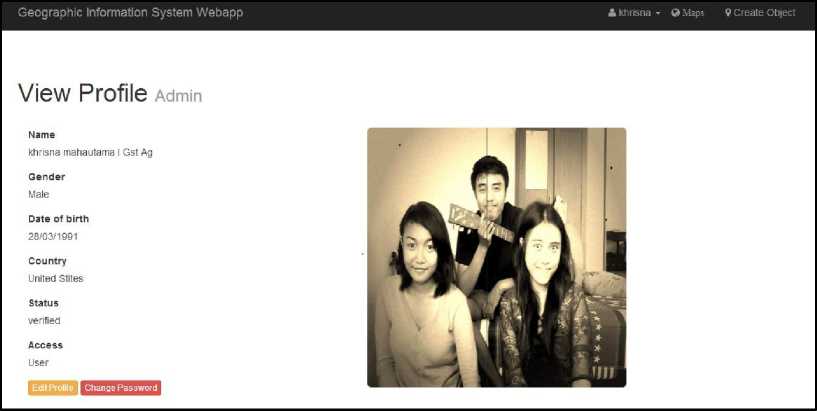 Geographic Information System Webapp
khrisna Maps Create Object
View Profile Admin
Name
khrisna mahautama I Gst Ag
Gender
Male
Date of birth
28/03/1991
Country
United Stites
Status
verified
Access
User
Edit Profile Change Password